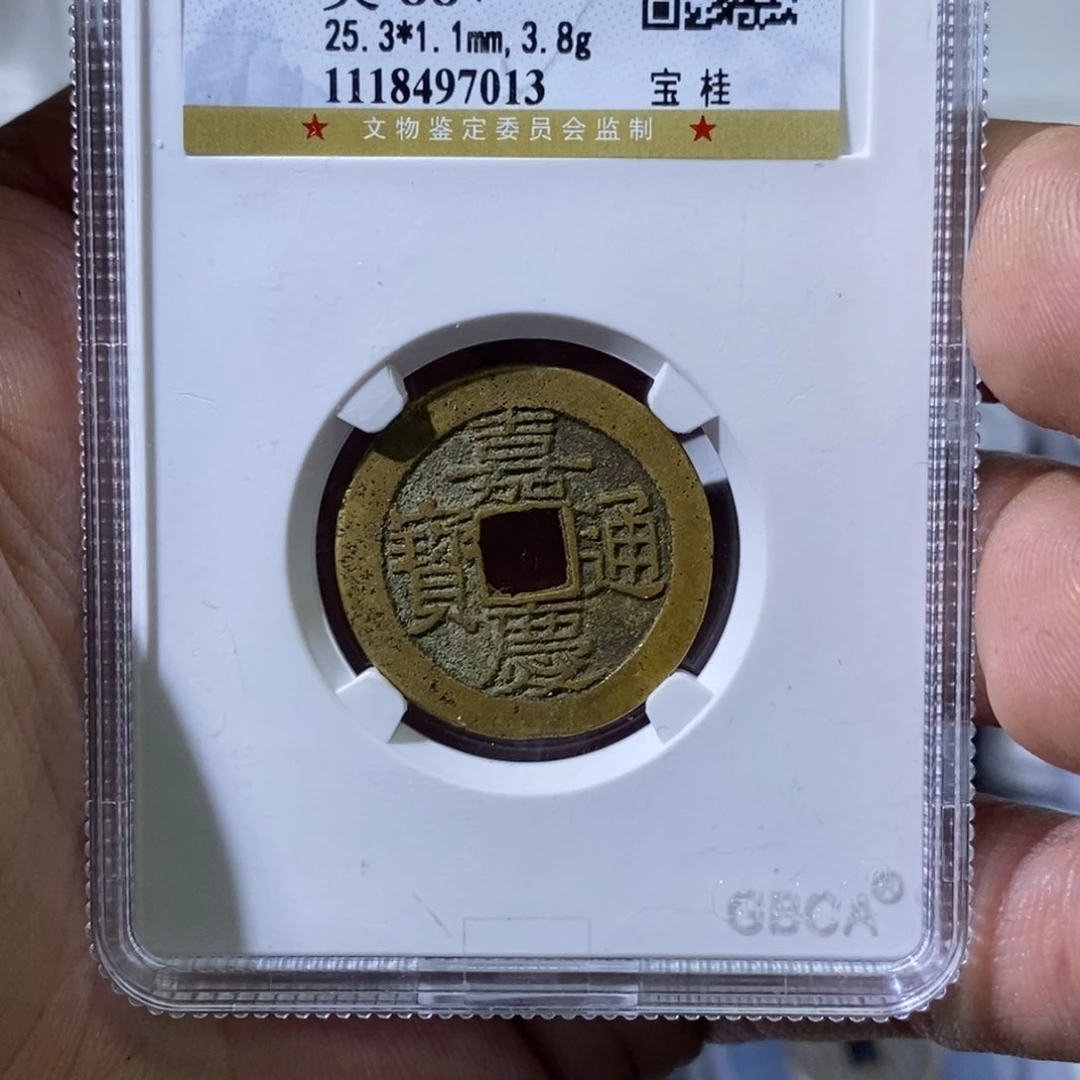 25.3*1.1mm,3.8g
1118497013 宝桂
文物鉴定委员会监制
嘉慶通寶
GBCA®